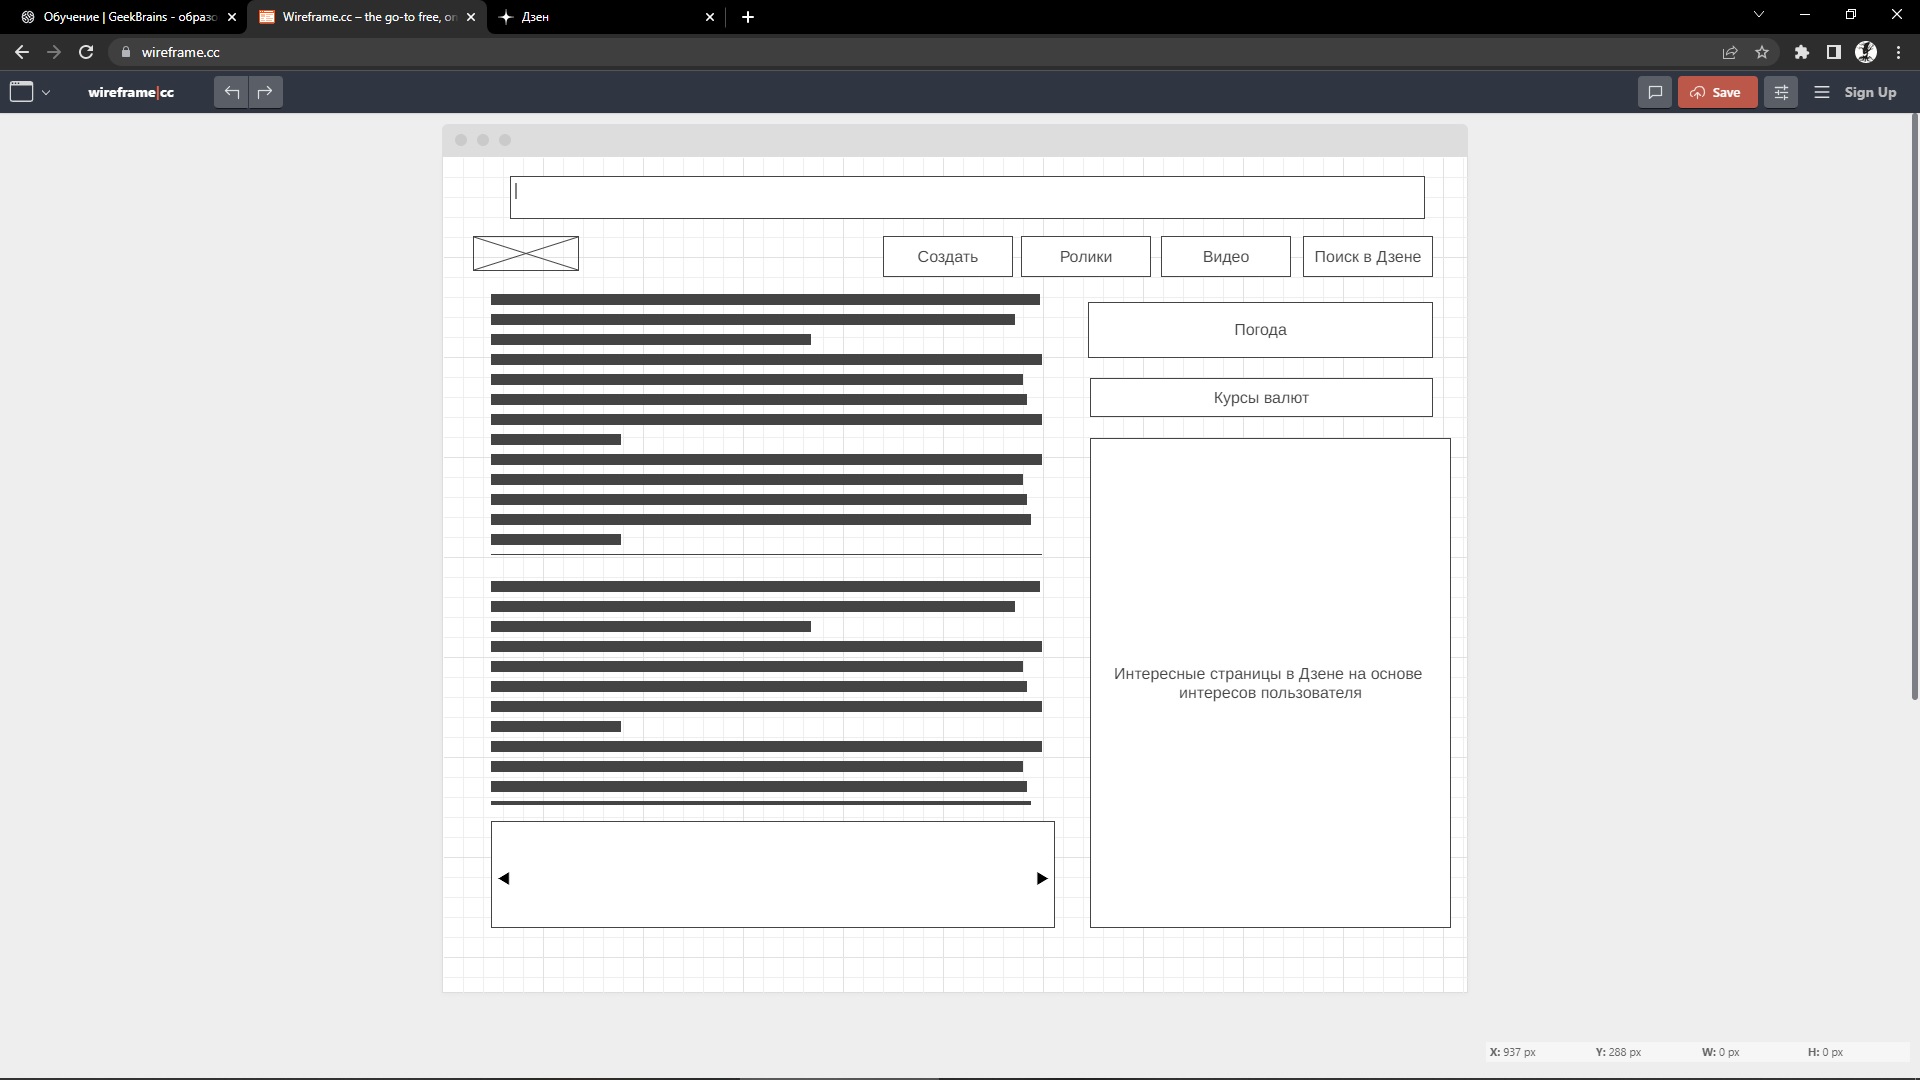 Обучение | GeekBrains - образо
Wireframe.cc – the go-to free, on
Дзен
wireframe.cc
wireframe|cc
Save
Sign Up
Создать
Ролики
Видео
Поиск в Дзене
Погода
Курсы валют
Интересные страницы в Дзене на основе
интересов пользователя
X: 937 px
Y: 288 px
W: 0 px
H: 0 px